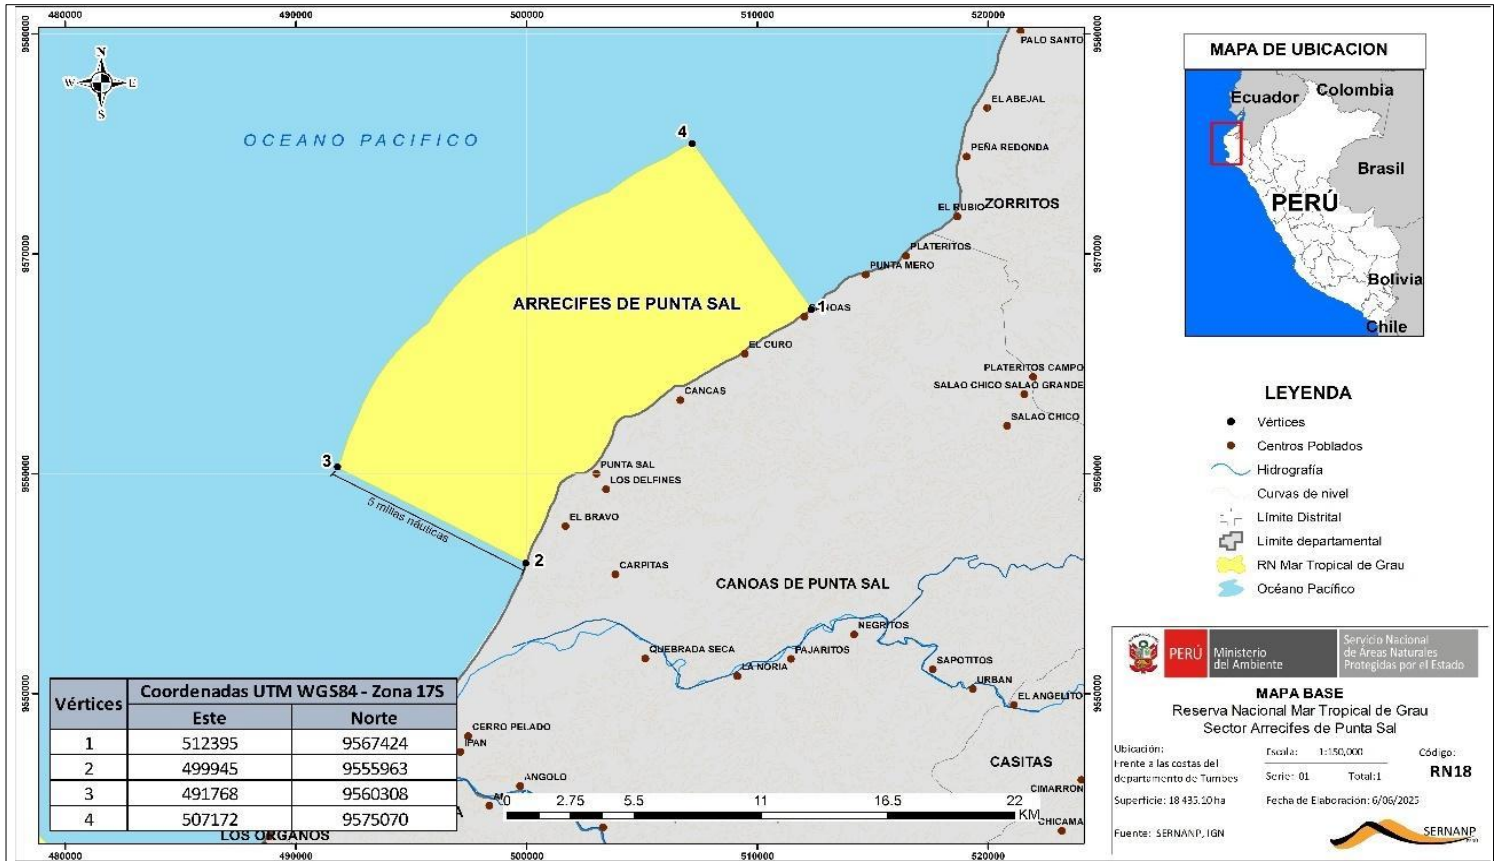 480000
490000
500000
510000
520000
9580000
9580000
PALO SANTO
N
W
E
S
EL ABEJAL
OCEANO PACIFICO
4
PEÑA REDONDA
EL RUBIO
ZORRITOS
9570000
9570000
PLATERITOS
PUNTA MERO
ARRECIFES DE PUNTA SAL
1
EL CURO
PLATERITOS CAMPO
SALAO CHICO SALAO GRANDE
CANCAS
SALAO CHICO
3
9560000
9560000
PUNTA SAL
LOS DELFINES
5 millas náuticas
EL BRAVO
2
CARPITAS
CANOAS DE PUNTA SAL
NEGRITOS
QUEBRADA SECA
PAJARITOS
LA NORIA
SAPOTITOS
URBAN
EL ANGELITO
9550000
9550000
Vértices
Coordenadas UTM WGS84 - Zona 17S
Este
Norte
1
512395
9567424
2
499945
9555963
3
491768
9560308
4
507172
9575070
CERRO PELADO
ANGOLO
CASITAS
CIMARRON
CHICAMA
LOS ORGANOS
0
2.75
5.5
11
16.5
22
KM
480000
490000
500000
510000
520000
MAPA DE UBICACION
Ecuador
Colombia
Brasil
PERÚ
Bolivia
Chile
LEYENDA
Vértices
Centros Poblados
Hidrografía
Curvas de nivel
Límite Distrital
Límite departamental
RN Mar Tropical de Grau
Océano Pacífico
PERÚ
Ministerio
del Ambiente
Servicio Nacional
de Áreas Naturales
Protegidas por el Estado
MAPA BASE
Reserva Nacional Mar Tropical de Grau
Sector Arrecifes de Punta Sal
Ubicación:
Frente a las costas del
departamento de Tumbes
Escala: 1:150,000
Código:
Serie: 01
Total:1
RN18
Superficie: 18 435.10 ha
Fecha de Elaboración: 6/06/2025
Fuente: SERNANP, IGN
SERNANP